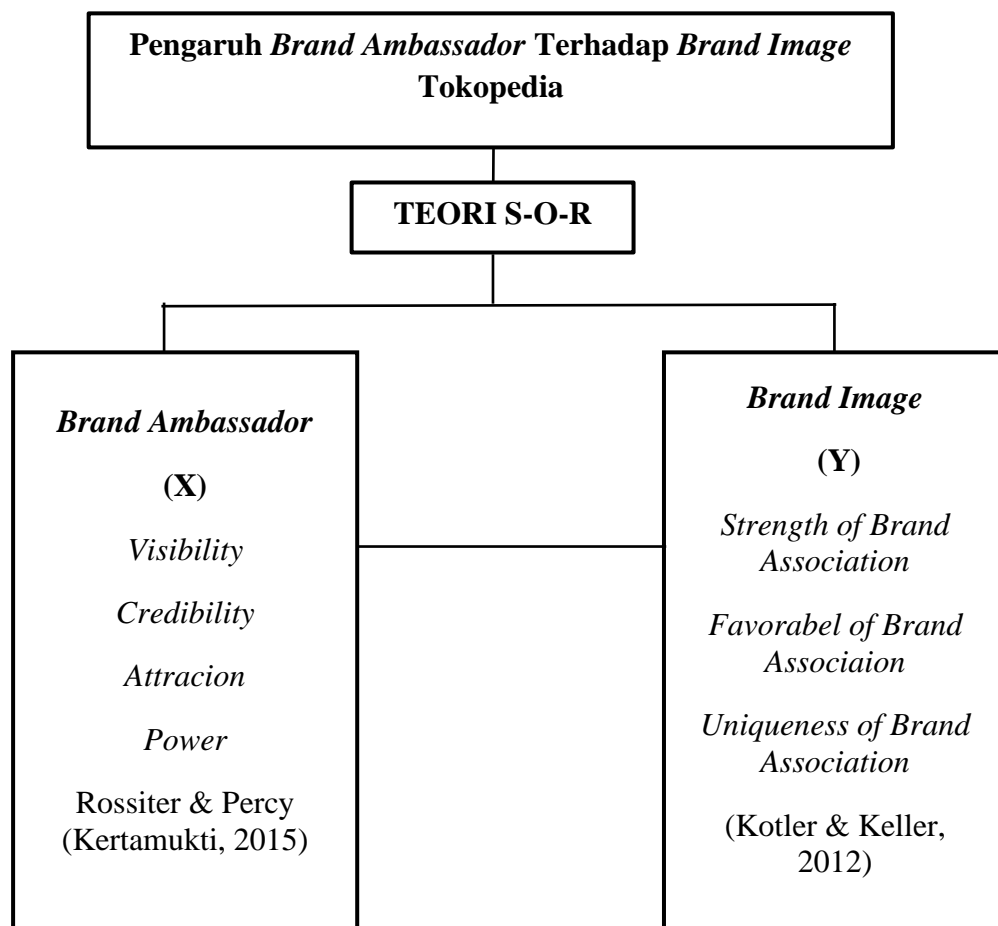 Pengaruh Brand Ambassador Terhadap Brand Image
Tokopedia
TEORI S-O-R
Brand Ambassador
(X)
Visibility
Credibility
Attracion
Power
Rossiter & Percy
(Kertamukti, 2015)
Brand Image
(Y)
Strength of Brand
Association
Favorabel of Brand
Associaion
Uniqueness of Brand
Association
(Kotler & Keller,
2012)